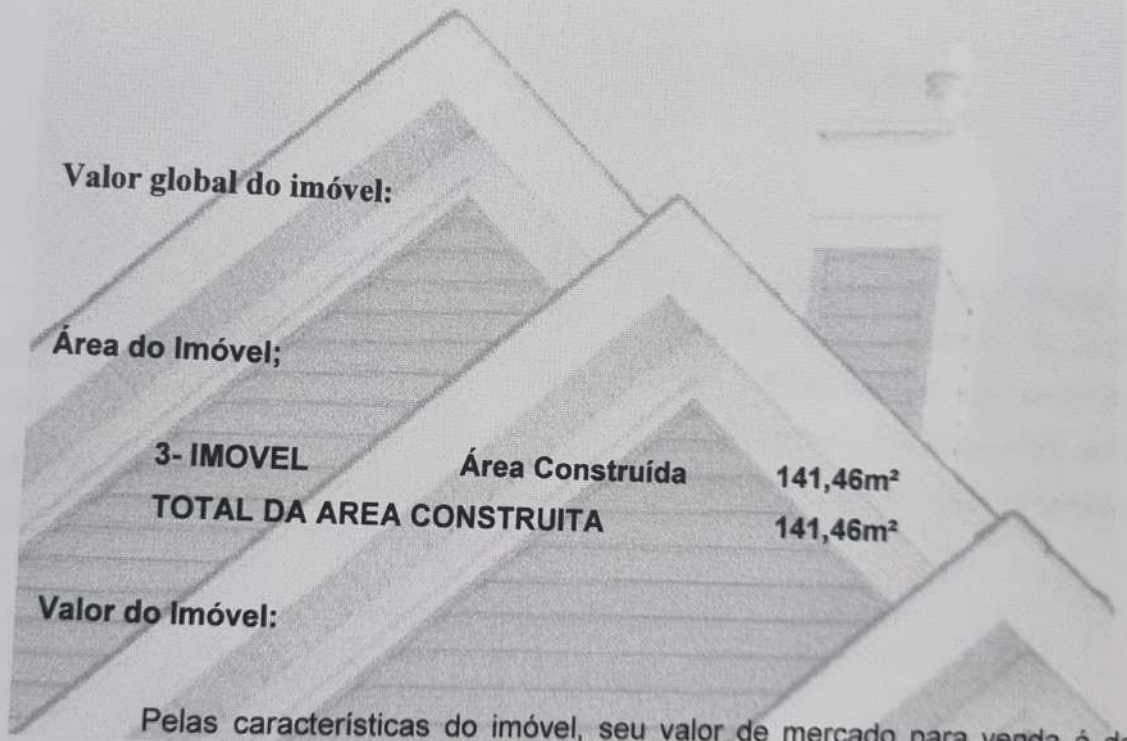 Valor global do imóvel:
Área do Imóvel;
3- IMOVEL Área Construída 141,46m²
TOTAL DA AREA CONSTRUITA 141,46m²
Valor do Imóvel:
Pelas características do imóvel, seu valor de mercado para venda é de